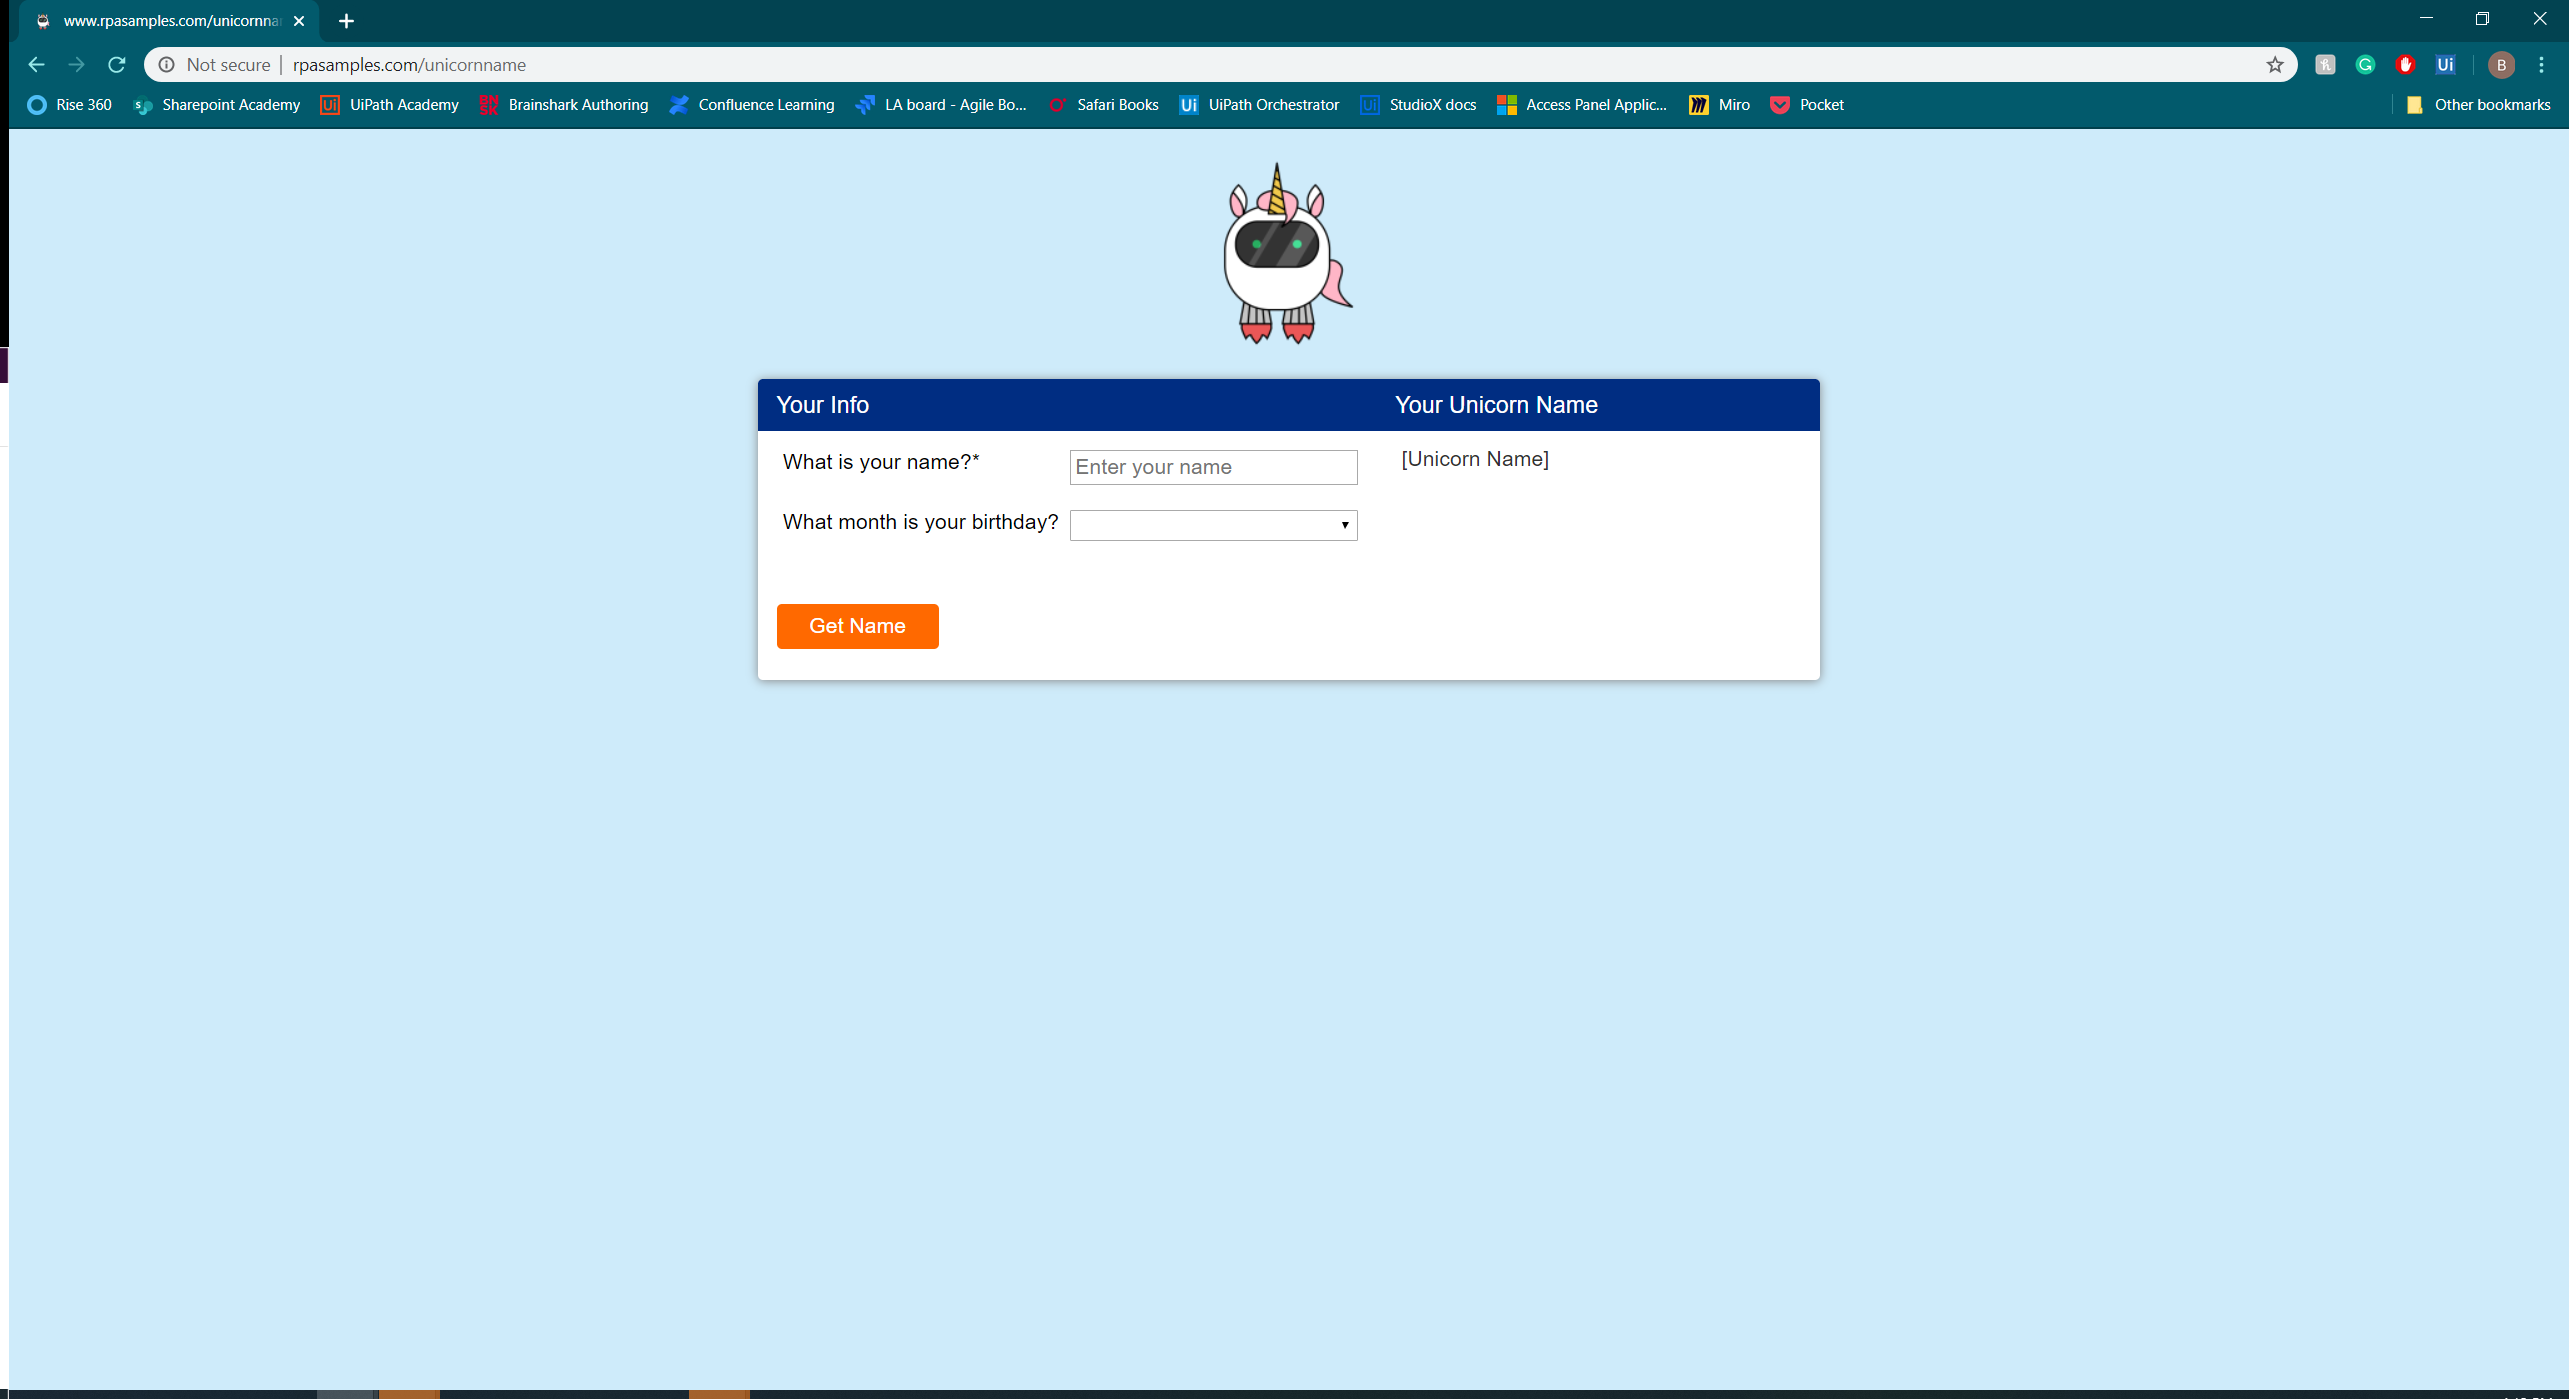 www.rpasamples.com/unicornna
Not secure | rpasamples.com/unicornname
B
Rise 360 Sharepoint Academy UiPath Academy Brainshark Authoring Confluence Learning LA board - Agile Bo... Safari Books UiPath Orchestrator StudioX docs Access Panel Applic... Miro Pocket Other bookmarks
Your Info Your Unicorn Name
What is your name?* Enter your name [Unicorn Name]
What month is your birthday?
Get Name